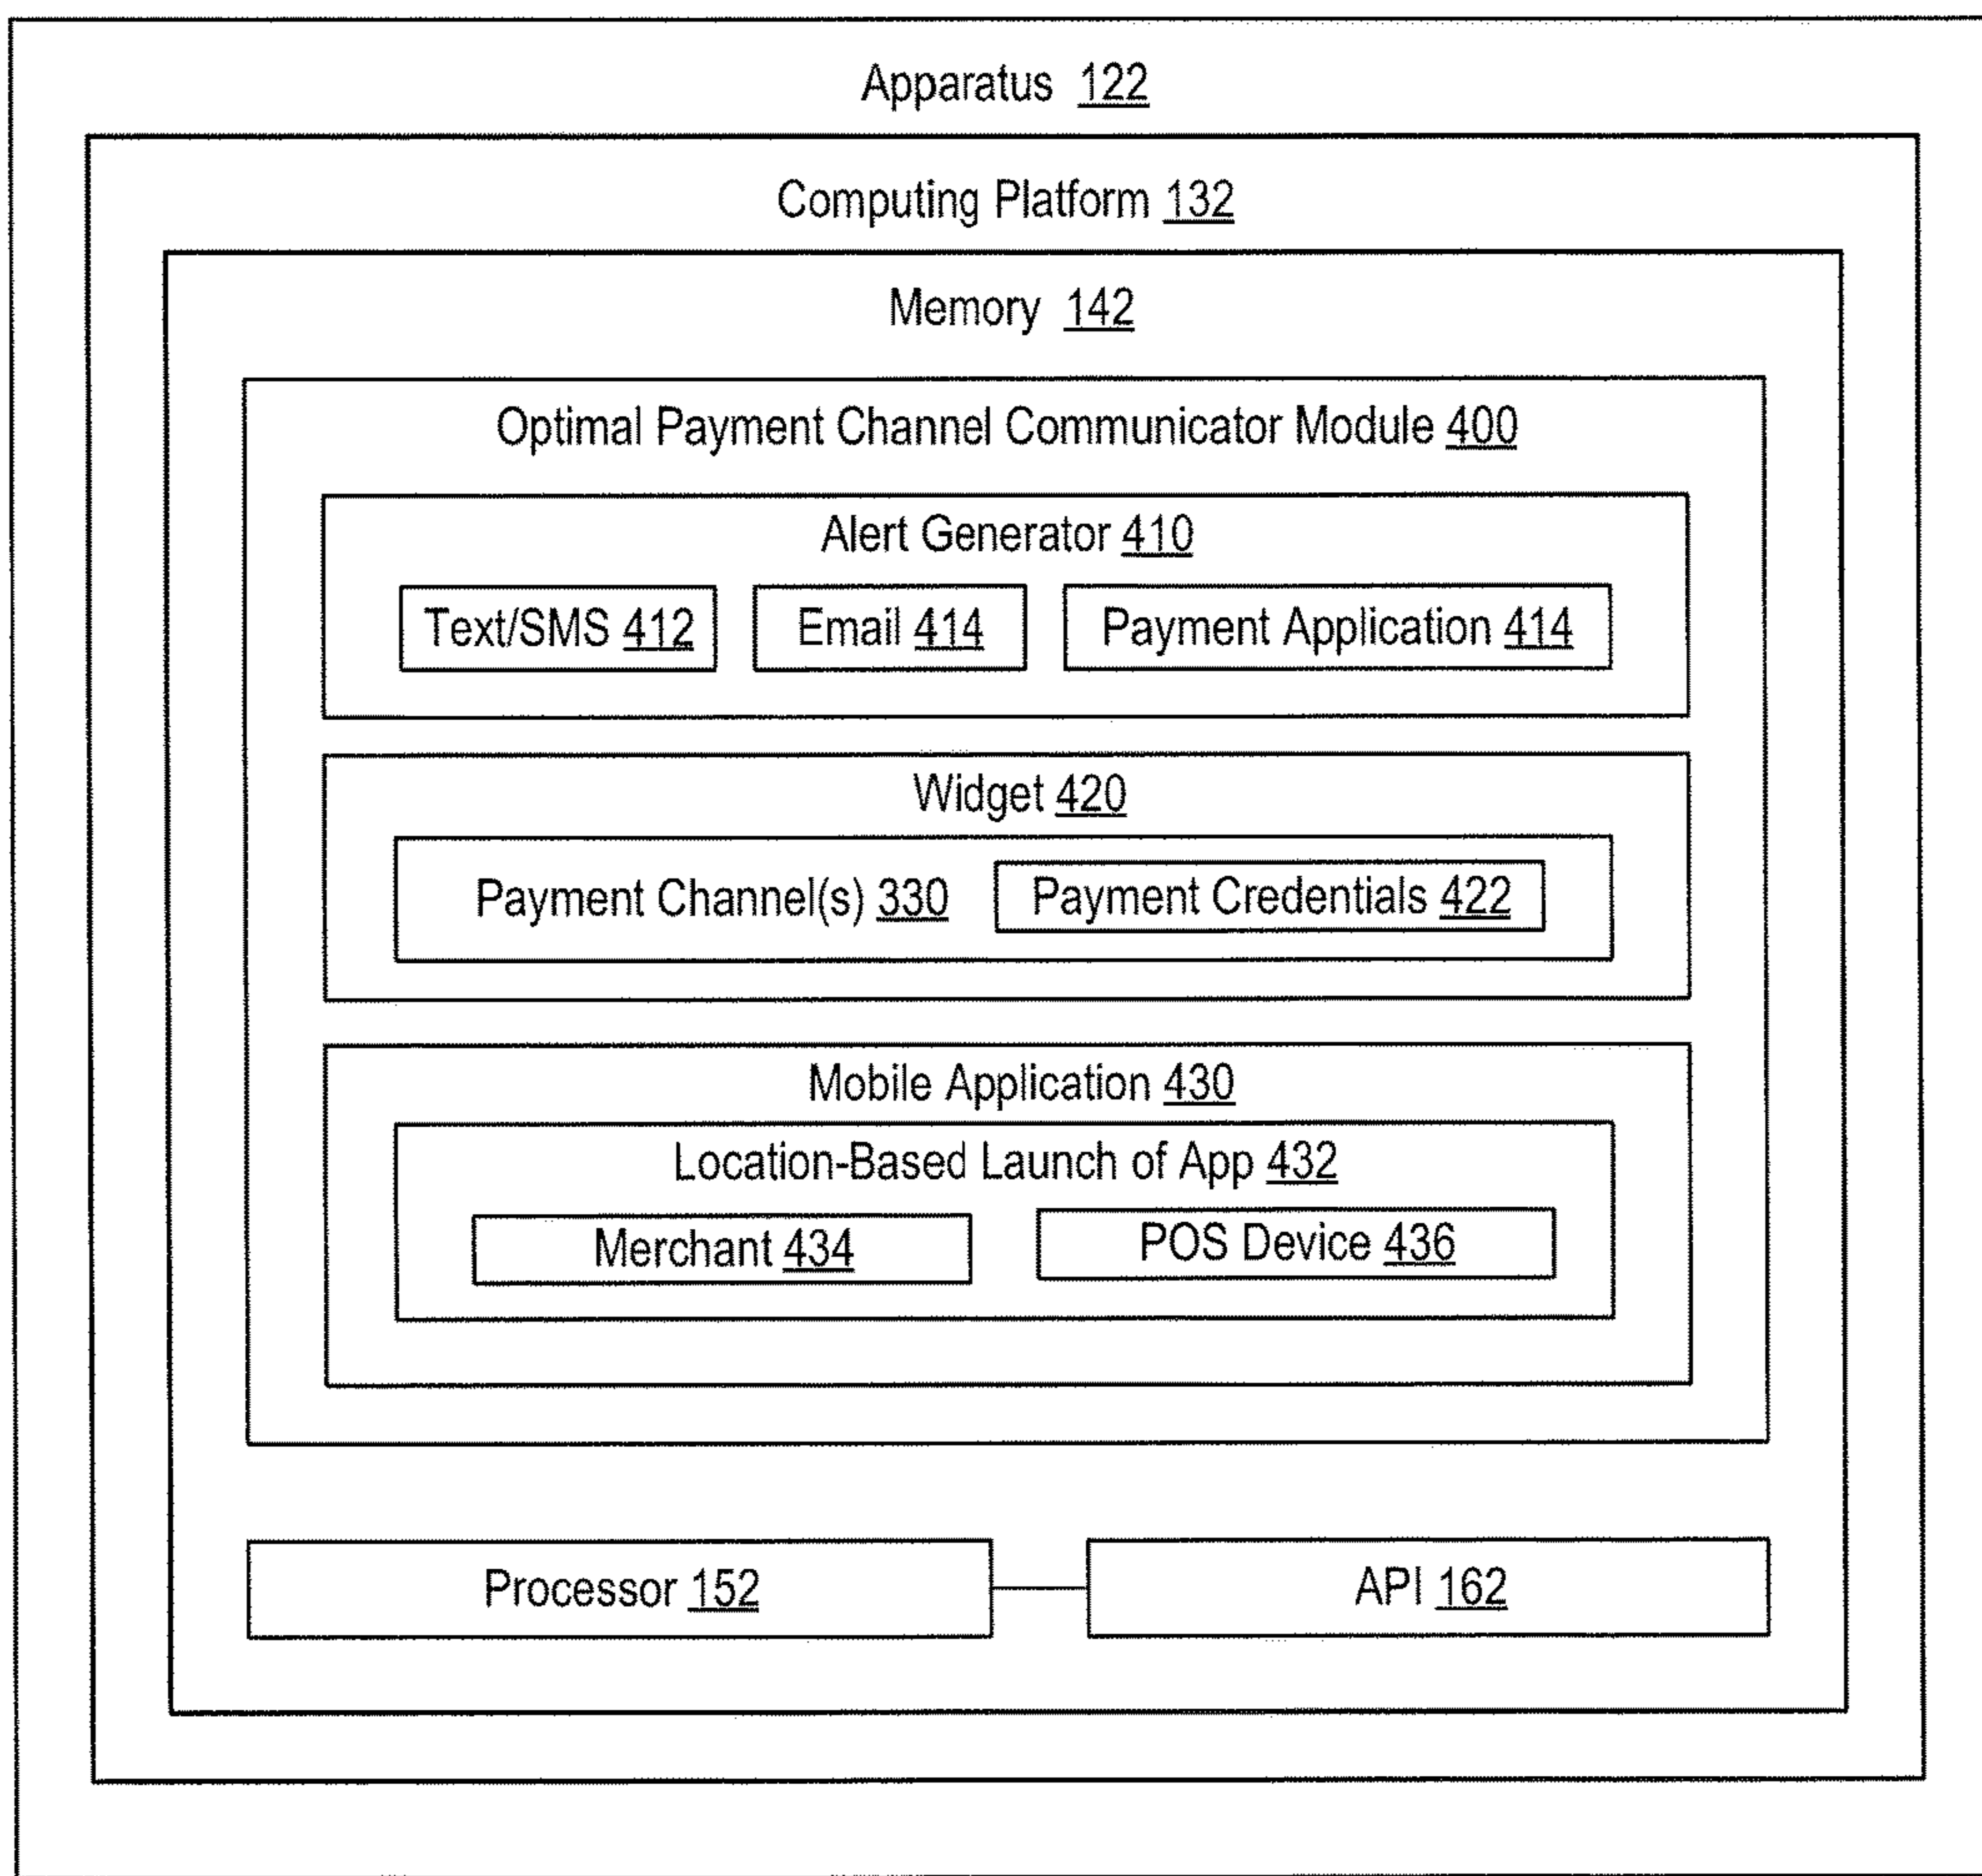 Apparatus 122
Computing Platform 132
Memory 142
Optimal Payment Channel Communicator Module 400
Alert Generator 410
Text/SMS 412 Email 414 Payment Application 414
Widget 420
Payment Channel(s) 330 Payment Credentials 422
Mobile Application 430
Location-Based Launch of App 432
Merchant 434 POS Device 436
Processor 152 API 162